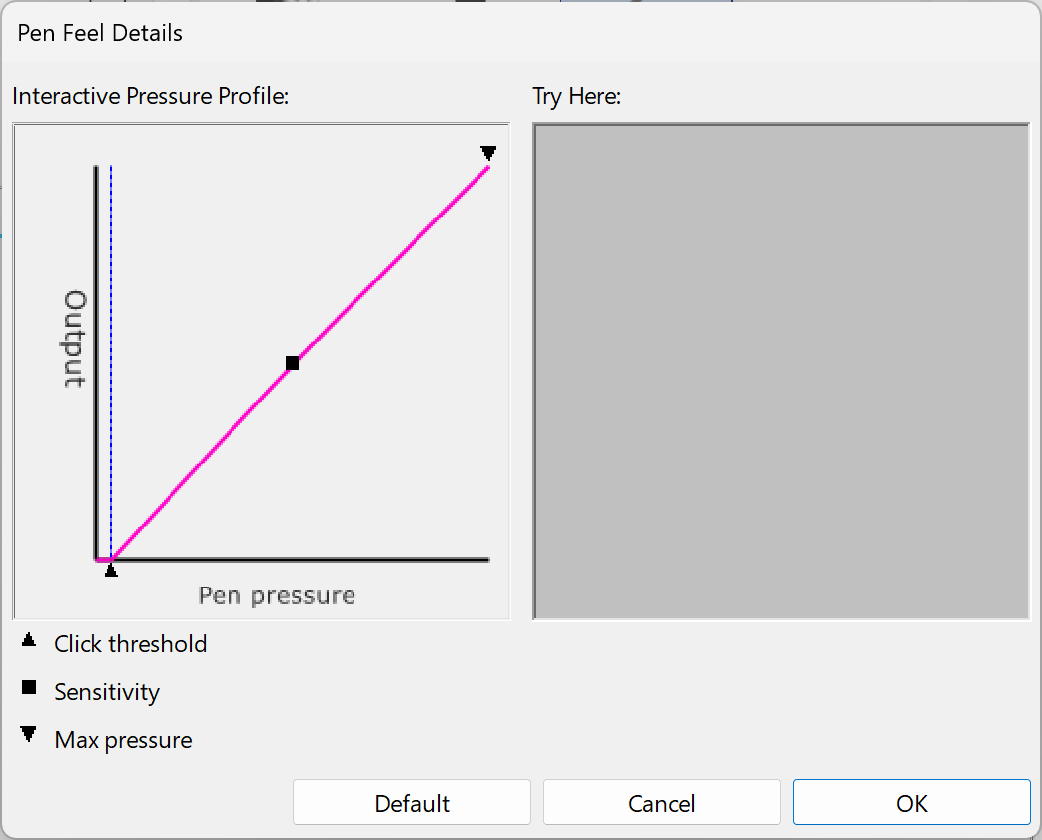 Pen Feel Details
Interactive Pressure Profile:
Try Here:
Output
Pen pressure
Click threshold
Sensitivity
Max pressure
Default
Cancel
OK